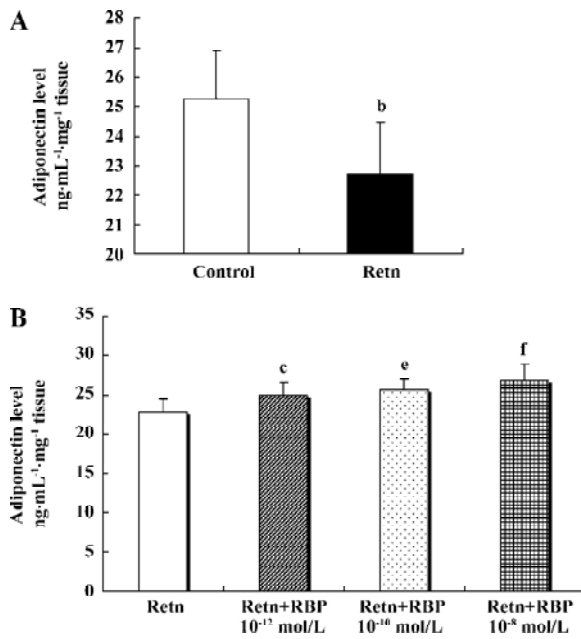 A
Adiponectin level
ng·mL⁻¹·mg⁻¹ tissue
28
27
26
25
24
23
22
21
20
b
Control Retn
B
Adiponectin level
ng·mL⁻¹·mg⁻¹ tissue
35
30
25
20
15
10
5
0
c e f
Retn Retn+RBP Retn+RBP Retn+RBP
10⁻¹² mol/L 10⁻¹⁰ mol/L 10⁻⁸ mol/L